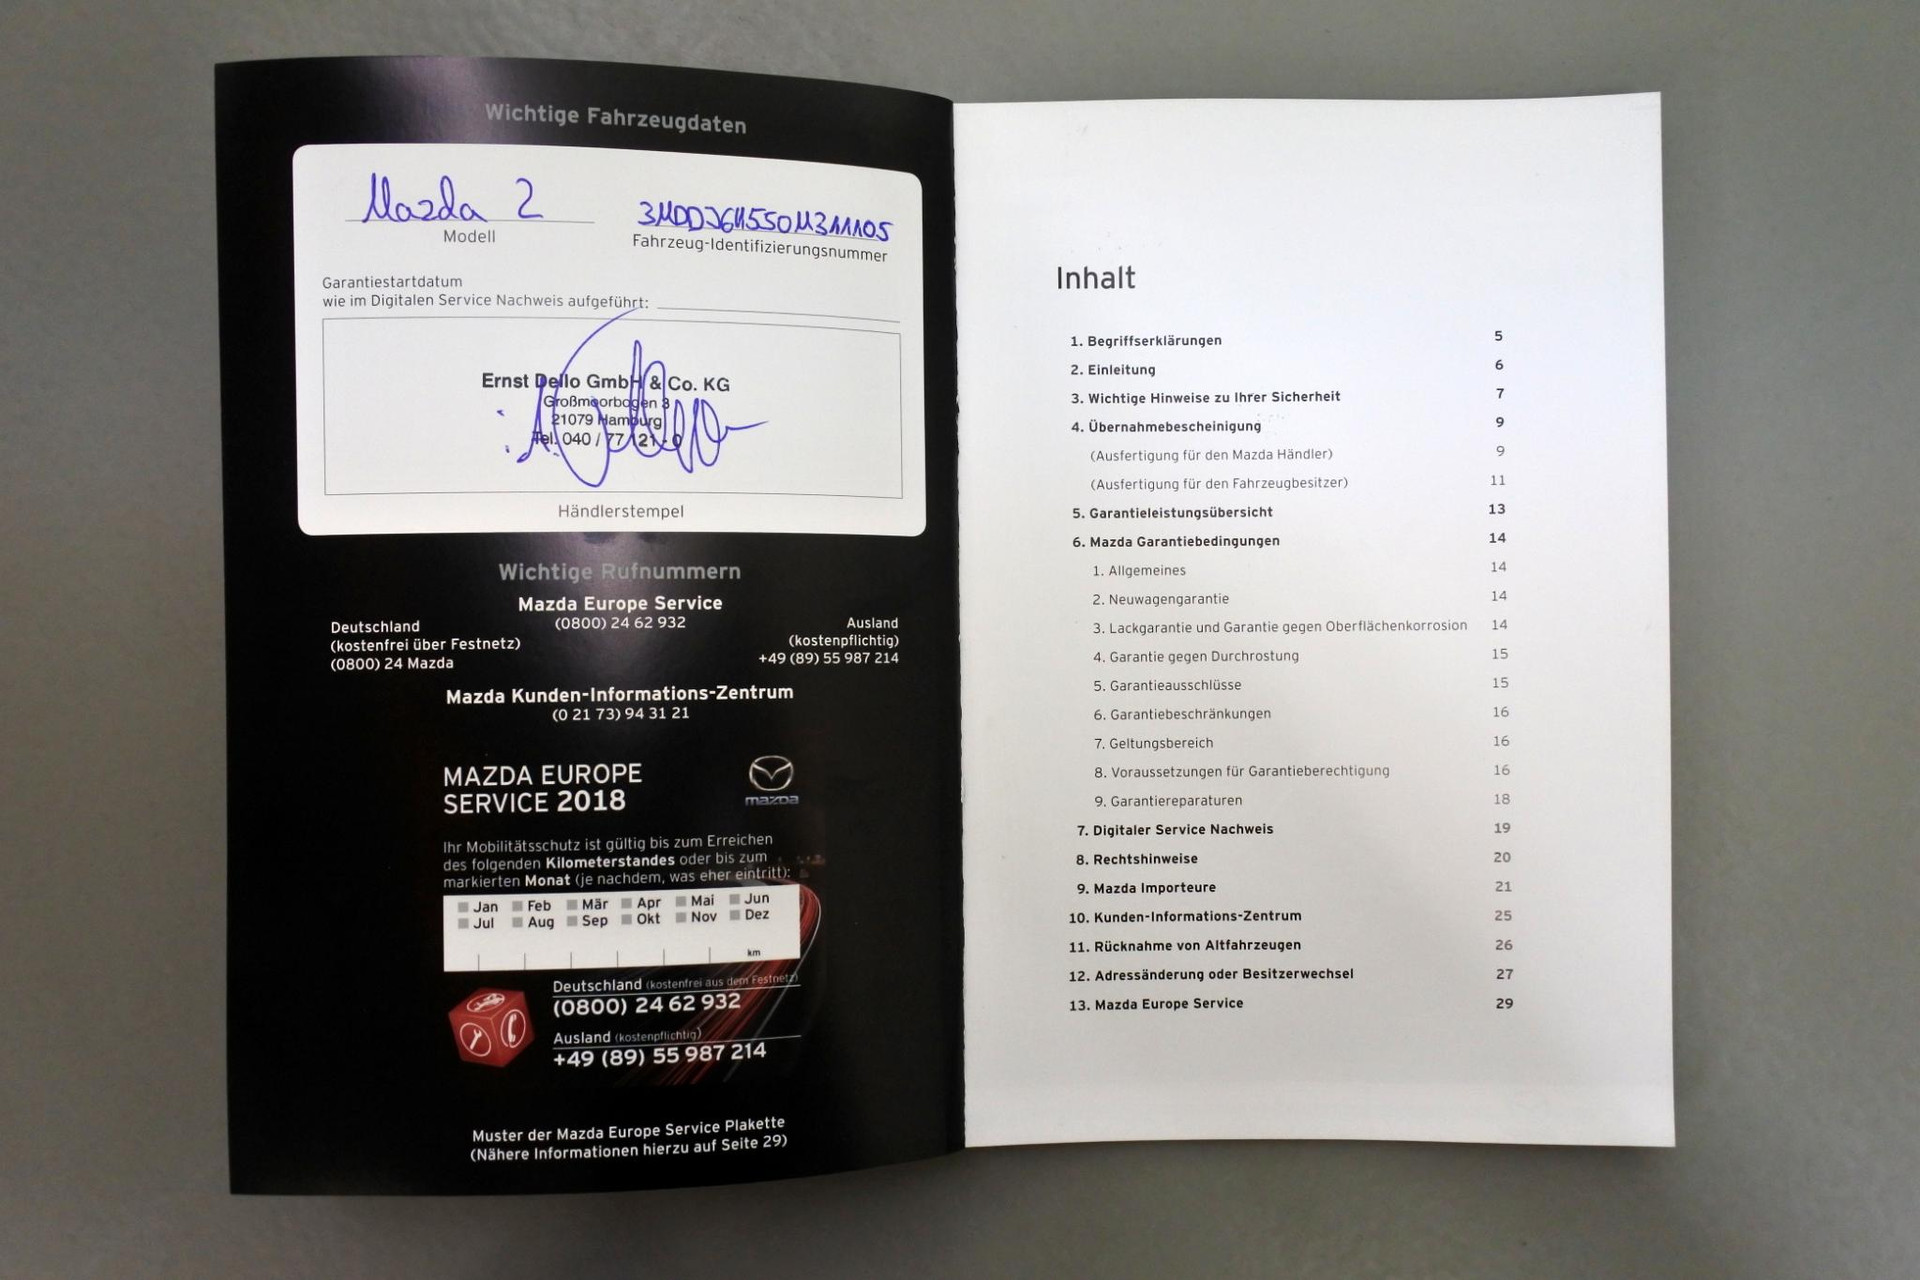 Wichtige Fahrzeugdaten
Mazda 2
Modell
3MDDJ6H550M311105
Fahrzeug-Identifizierungsnummer
Garantiestartdatum
wie im Digitalen Service Nachweis aufgeführt:
Ernst Dello GmbH & Co. KG
Großmoorbogen 3
21079 Hamburg
Tel. 040 / 77 121 - 0
Händlerstempel
Wichtige Rufnummern
Mazda Europe Service
(0800) 24 62 932
Deutschland
(kostenfrei über Festnetz)
(0800) 24 Mazda
Ausland
(kostenpflichtig)
+49 (89) 55 987 214
Mazda Kunden-Informations-Zentrum
(0 21 73) 94 31 21
MAZDA EUROPE
SERVICE 2018
mazda
Ihr Mobilitätsschutz ist gültig bis zum Erreichen
des folgenden Kilometerstandes oder bis zum
markierten Monat (je nachdem, was eher eintritt):
Jan Feb Mär Apr Mai Jun
Jul Aug Sep Okt Nov Dez
km
Deutschland (kostenfrei aus dem Festnetz)
(0800) 24 62 932
Ausland (kostenpflichtig)
+49 (89) 55 987 214
Muster der Mazda Europe Service Plakette
(Nähere Informationen hierzu auf Seite 29)
Inhalt
1. Begriffserklärungen 5
2. Einleitung 6
3. Wichtige Hinweise zu Ihrer Sicherheit 7
4. Übernahmebescheinigung 9
(Ausfertigung für den Mazda Händler) 9
(Ausfertigung für den Fahrzeugbesitzer) 11
5. Garantieleistungsübersicht 13
6. Mazda Garantiebedingungen 14
1. Allgemeines 14
2. Neuwagengarantie 14
3. Lackgarantie und Garantie gegen Oberflächenkorrosion 14
4. Garantie gegen Durchrostung 15
5. Garantieausschlüsse 15
6. Garantiebeschränkungen 16
7. Geltungsbereich 16
8. Voraussetzungen für Garantieberechtigung 16
9. Garantiereparaturen 18
7. Digitaler Service Nachweis 19
8. Rechtshinweise 20
9. Mazda Importeure 21
10. Kunden-Informations-Zentrum 25
11. Rücknahme von Altfahrzeugen 26
12. Adressänderung oder Besitzerwechsel 27
13. Mazda Europe Service 29